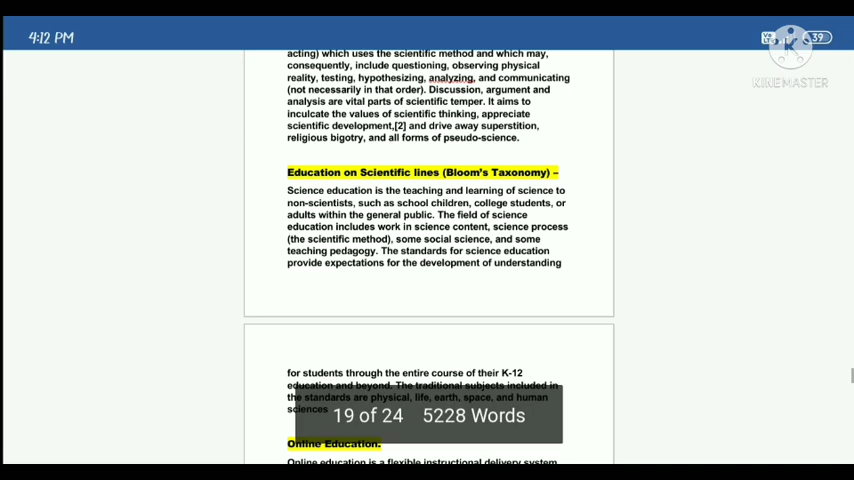 4:12 PM
39
KINEMASTER
acting) which uses the scientific method and which may,
consequently, include questioning, observing physical
reality, testing, hypothesizing, analyzing, and communicating
(not necessarily in that order). Discussion, argument and
analysis are vital parts of scientific temper. It aims to
inculcate the values of scientific thinking, appreciate
scientific development,[2] and drive away superstition,
religious bigotry, and all forms of pseudo-science.
Education on Scientific lines (Bloom's Taxonomy) –
Science education is the teaching and learning of science to
non-scientists, such as school children, college students, or
adults within the general public. The field of science
education includes work in science content, science process
(the scientific method), some social science, and some
teaching pedagogy. The standards for science education
provide expectations for the development of understanding
for students through the entire course of their K-12
education and beyond. The traditional subjects included in
the standards are physical, life, earth, space, and human
sciences
19 of 24 5228 Words
Online Education.
Online education is a flexible instructional delivery system